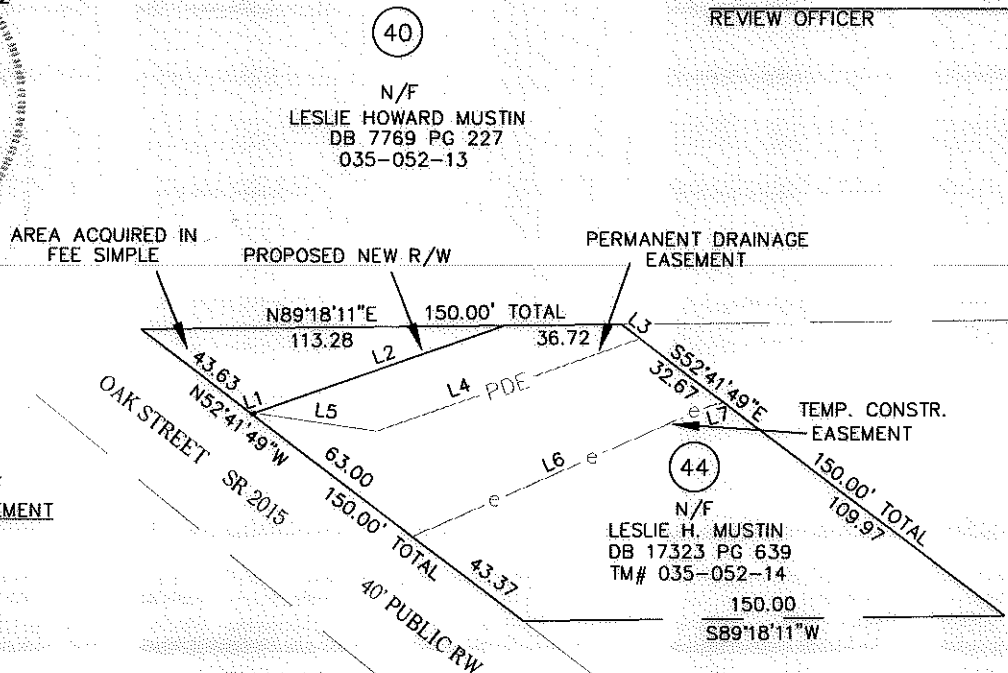 REVIEW OFFICER
40
N/F
LESLIE HOWARD MUSTIN
DB 7769 PG 227
035-052-13
AREA ACQUIRED IN
FEE SIMPLE
PROPOSED NEW R/W
PERMANENT DRAINAGE
EASEMENT
N89°18'11"E 150.00' TOTAL
113.28
36.72
L3
L2
43.63
L1
L4
PDE
S52°41'49"E
32.67
L5
N52°41'49"W
OAK STREET SR 2015
e
L7
TEMP. CONSTR.
EASEMENT
L6
e
e
63.00
150.00' TOTAL
44
150.00' TOTAL
109.97
EMENT
N/F
LESLIE H. MUSTIN
DB 17323 PG 639
TM# 035-052-14
43.37
40' PUBLIC RW
150.00
S89°18'11"W